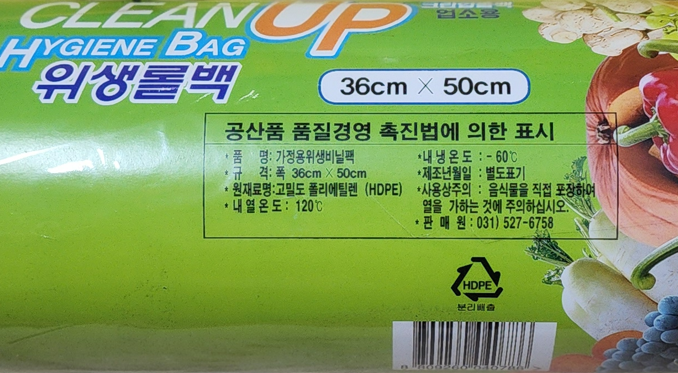 CLEAN UP
업소용
HYGIENE BAG
위생롤백
36cm × 50cm
공산품 품질경영 촉진법에 의한 표시
* 품 명: 가정용위생비닐팩
* 규 격: 폭 36cm × 50cm
* 원재료명: 고밀도 폴리에틸렌 (HDPE)
* 내 열 온 도 : 120℃
* 내 냉 온 도 : - 60℃
* 제조년월일 : 별도표기
* 사용상주의 : 음식물을 직접 포장하여
열을 가하는 것에 주의하십시오.
* 판 매 원 : 031) 527-6758
HDPE
분리배출